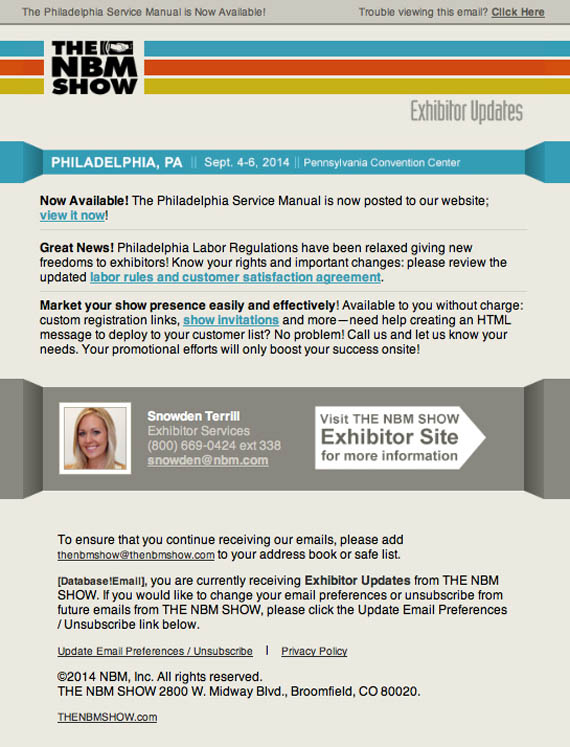 The Philadelphia Service Manual is Now Available!
Trouble viewing this email? Click Here
THE
NBM
SHOW
Exhibitor Updates
PHILADELPHIA, PA || Sept. 4-6, 2014 || Pennsylvania Convention Center
Now Available! The Philadelphia Service Manual is now posted to our website;
view it now!
Great News! Philadelphia Labor Regulations have been relaxed giving new
freedoms to exhibitors! Know your rights and important changes: please review the
updated labor rules and customer satisfaction agreement.
Market your show presence easily and effectively! Available to you without charge:
custom registration links, show invitations and more—need help creating an HTML
message to deploy to your customer list? No problem! Call us and let us know your
needs. Your promotional efforts will only boost your success onsite!
Snowden Terrill
Exhibitor Services
(800) 669-0424 ext 338
snowden@nbm.com
Visit THE NBM SHOW
Exhibitor Site
for more information
To ensure that you continue receiving our emails, please add
thenbmshow@thenbmshow.com to your address book or safe list.
[Database!Email], you are currently receiving Exhibitor Updates from THE NBM
SHOW. If you would like to change your email preferences or unsubscribe from
future emails from THE NBM SHOW, please click the Update Email Preferences
/ Unsubscribe link below.
Update Email Preferences / Unsubscribe | Privacy Policy
©2014 NBM, Inc. All rights reserved.
THE NBM SHOW 2800 W. Midway Blvd., Broomfield, CO 80020.
THENBMSHOW.com